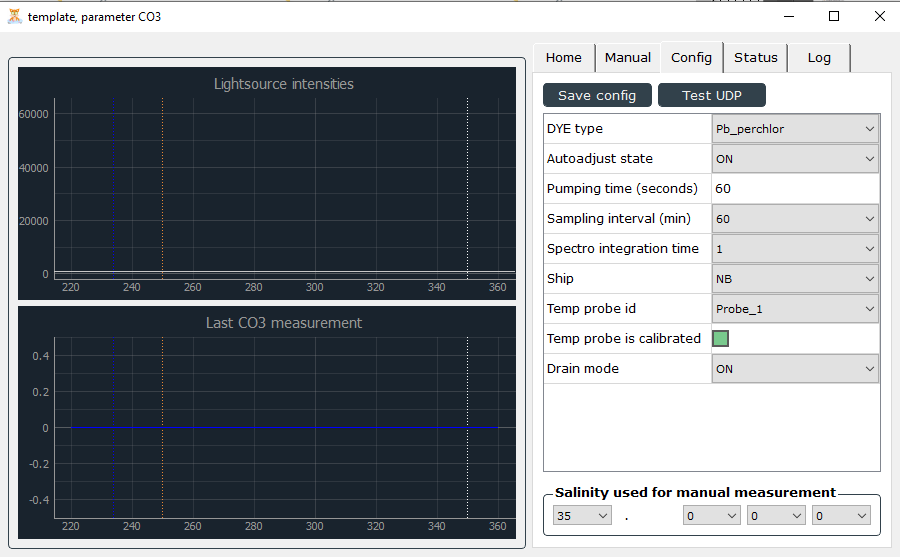 template, parameter CO3
Lightsource intensities
60000
40000
20000
0
220 240 260 280 300 320 340 360
Last CO3 measurement
0.4
0.2
0
-0.2
-0.4
220 240 260 280 300 320 340 360
Home Manual Config Status Log
Save config Test UDP
DYE type Pb_perchlor
Autoadjust state ON
Pumping time (seconds) 60
Sampling interval (min) 60
Spectro integration time 1
Ship NB
Temp probe id Probe_1
Temp probe is calibrated
Drain mode ON
Salinity used for manual measurement
35 . 0 0 0